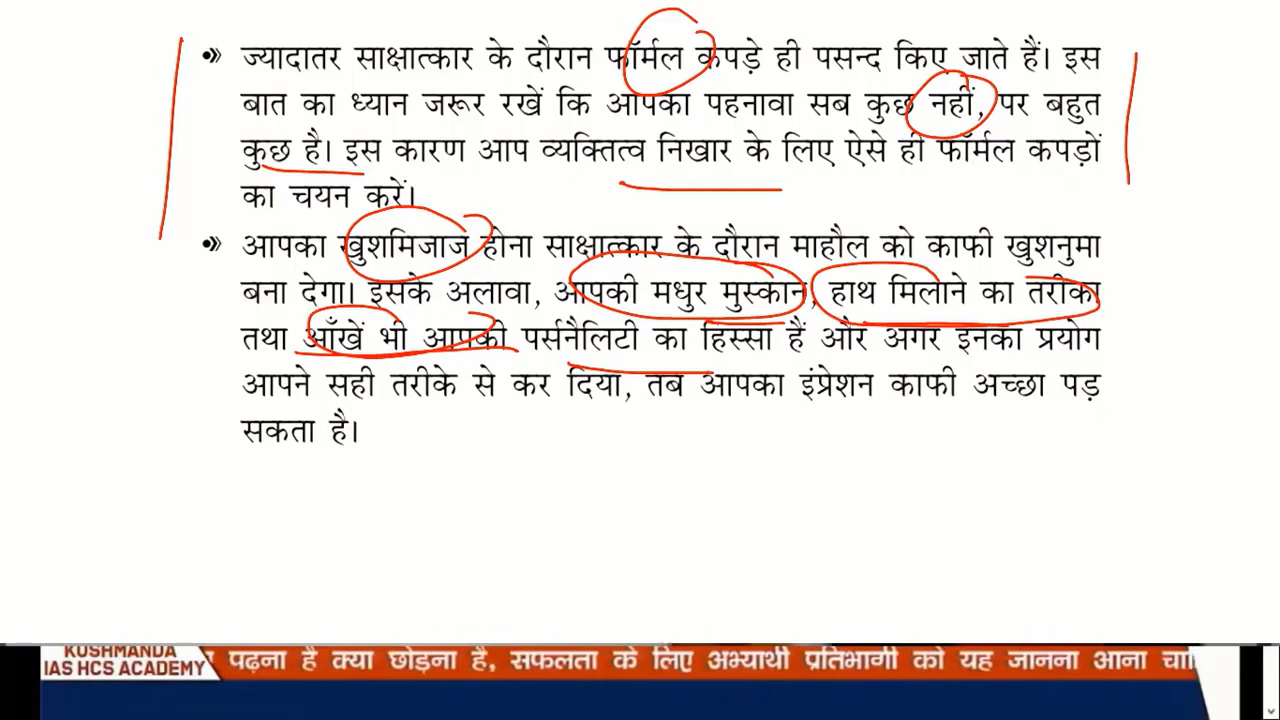 » ज्यादातर साक्षात्कार के दौरान फॉर्मल कपड़े ही पसन्द किए जाते हैं। इस
बात का ध्यान जरूर रखें कि आपका पहनावा सब कुछ नहीं, पर बहुत
कुछ है। इस कारण आप व्यक्तित्व निखार के लिए ऐसे ही फॉर्मल कपड़ों
का चयन करें।
» आपका खुशमिजाज होना साक्षात्कार के दौरान माहौल को काफी खुशनुमा
बना देगा। इसके अलावा, आपकी मधुर मुस्कान, हाथ मिलाने का तरीका
तथा आँखें भी आपकी पर्सनैलिटी का हिस्सा हैं और अगर इनका प्रयोग
आपने सही तरीके से कर दिया, तब आपका इंप्रेशन काफी अच्छा पड़
सकता है।
KUSHMANDA
IAS HCS ACADEMY
पढ़ना है क्या छोड़ना है, सफलता के लिए अभ्याथी प्रतिभागी को यह जानना आना